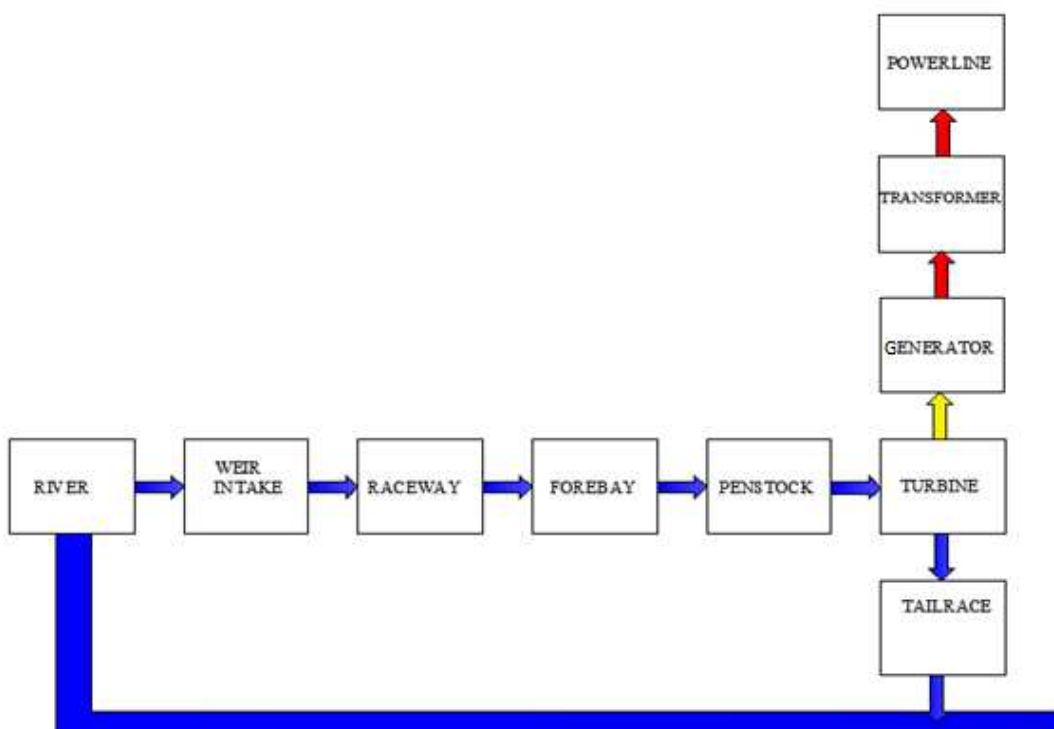 POWERLINE
TRANSFORMER
GENERATOR
RIVER
WEIR
INTAKE
RACEWAY
FOREBAY
PENSTOCK
TURBINE
TAILRACE